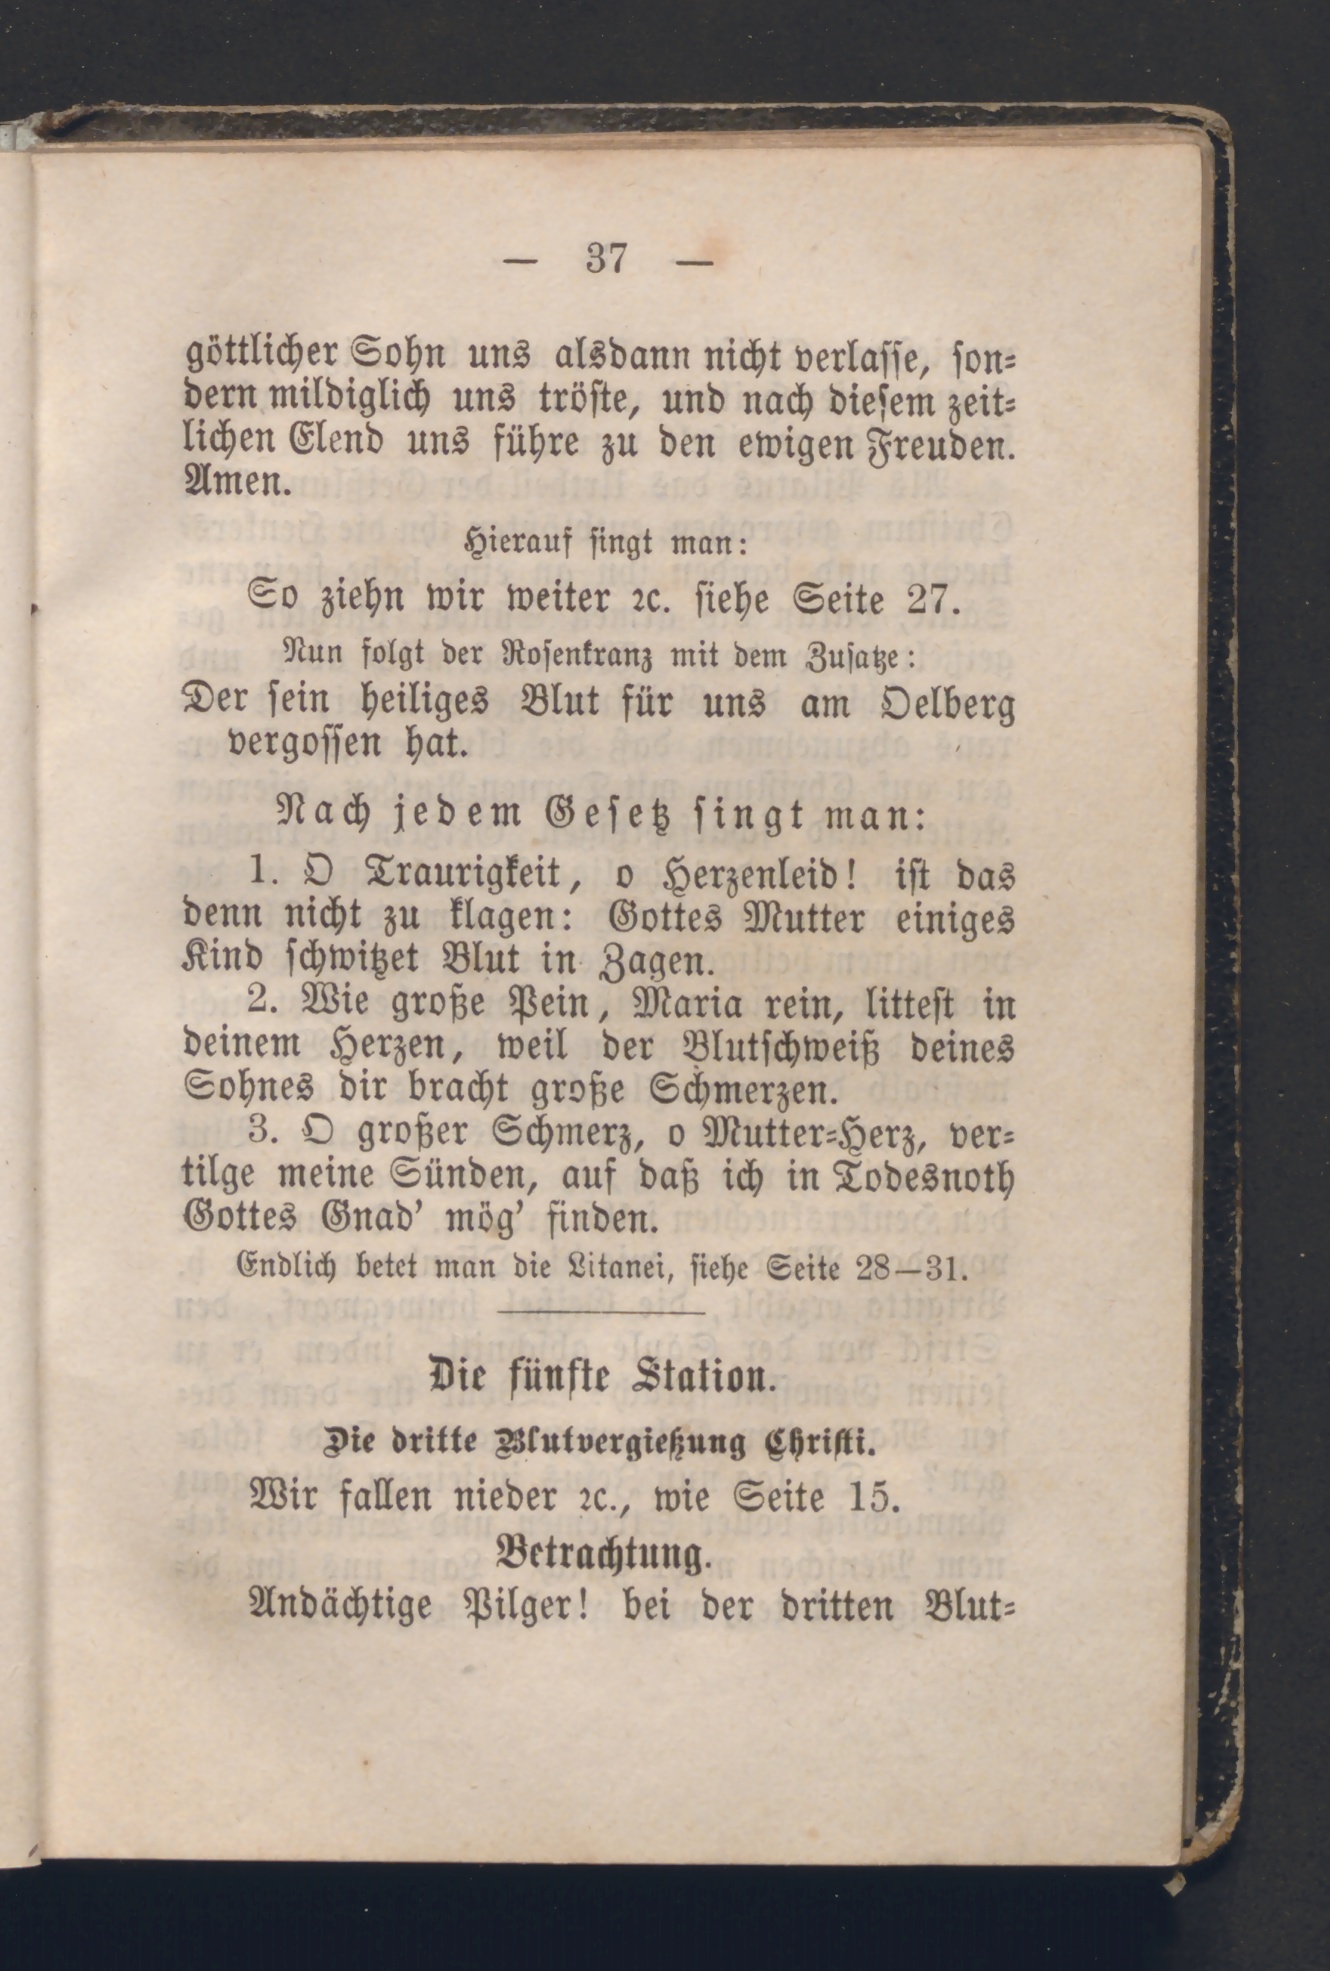 — 37 —
göttlicher Sohn uns alsdann nicht verlasse, son-
dern mildiglich uns tröste, und nach diesem zeit-
lichen Elend uns führe zu den ewigen Freuden.
Amen.
Hierauf singt man:
So ziehn wir weiter ꝛc. siehe Seite 27.
Nun folgt der Rosenkranz mit dem Zusatze:
Der sein heiliges Blut für uns am Oelberg
vergossen hat.
Nach jedem Gesetz singt man:
1. O Traurigkeit, o Herzenleid! ist das
denn nicht zu klagen: Gottes Mutter einiges
Kind schwitzet Blut in Zagen.
2. Wie große Pein, Maria rein, littest in
deinem Herzen, weil der Blutschweiß deines
Sohnes dir bracht große Schmerzen.
3. O großer Schmerz, o Mutter-Herz, ver-
tilge meine Sünden, auf daß ich in Todesnoth
Gottes Gnad' mög' finden.
Endlich betet man die Litanei, siehe Seite 28—31.
Die fünfte Station.
Die dritte Blutvergießung Christi.
Wir fallen nieder ꝛc., wie Seite 15.
Betrachtung.
Andächtige Pilger! bei der dritten Blut-